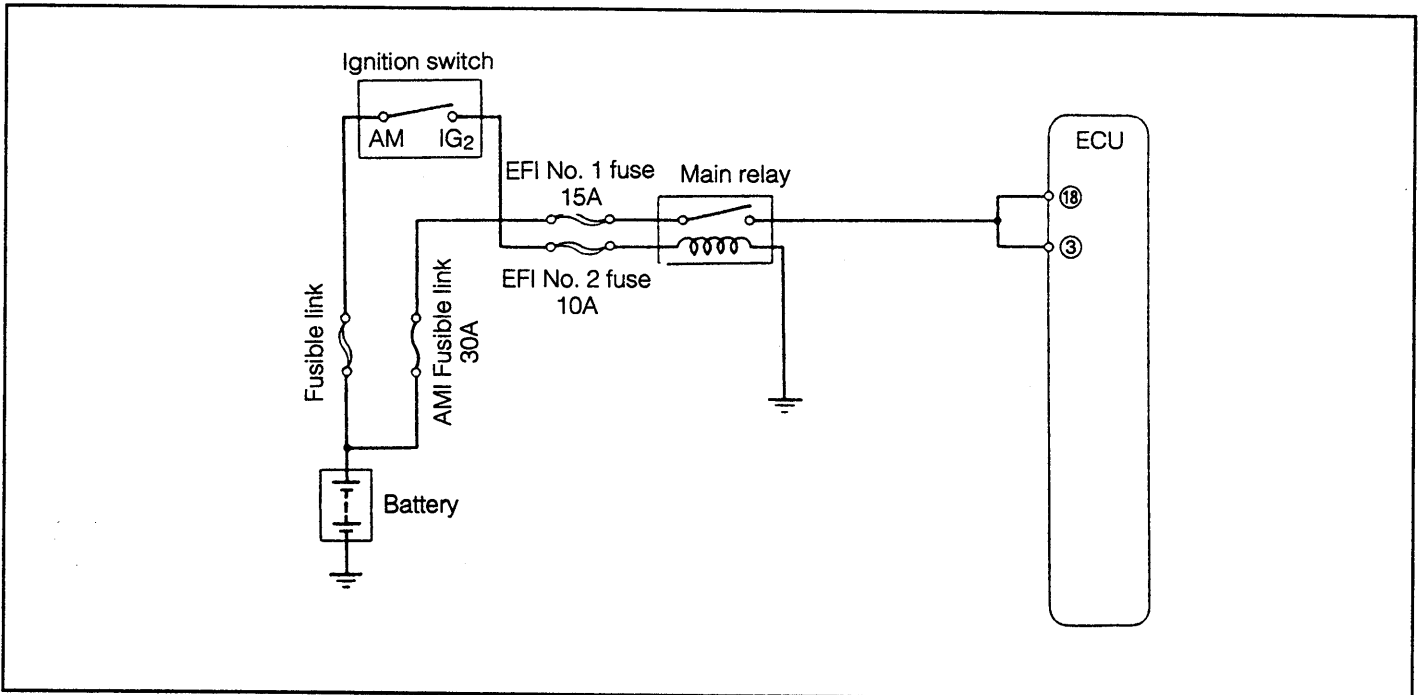 Ignition switch
AM IG₂
EFI No. 1 fuse
15A
Main relay
ECU
⑱
③
EFI No. 2 fuse
10A
Fusible link
AMI Fusible link
30A
Battery